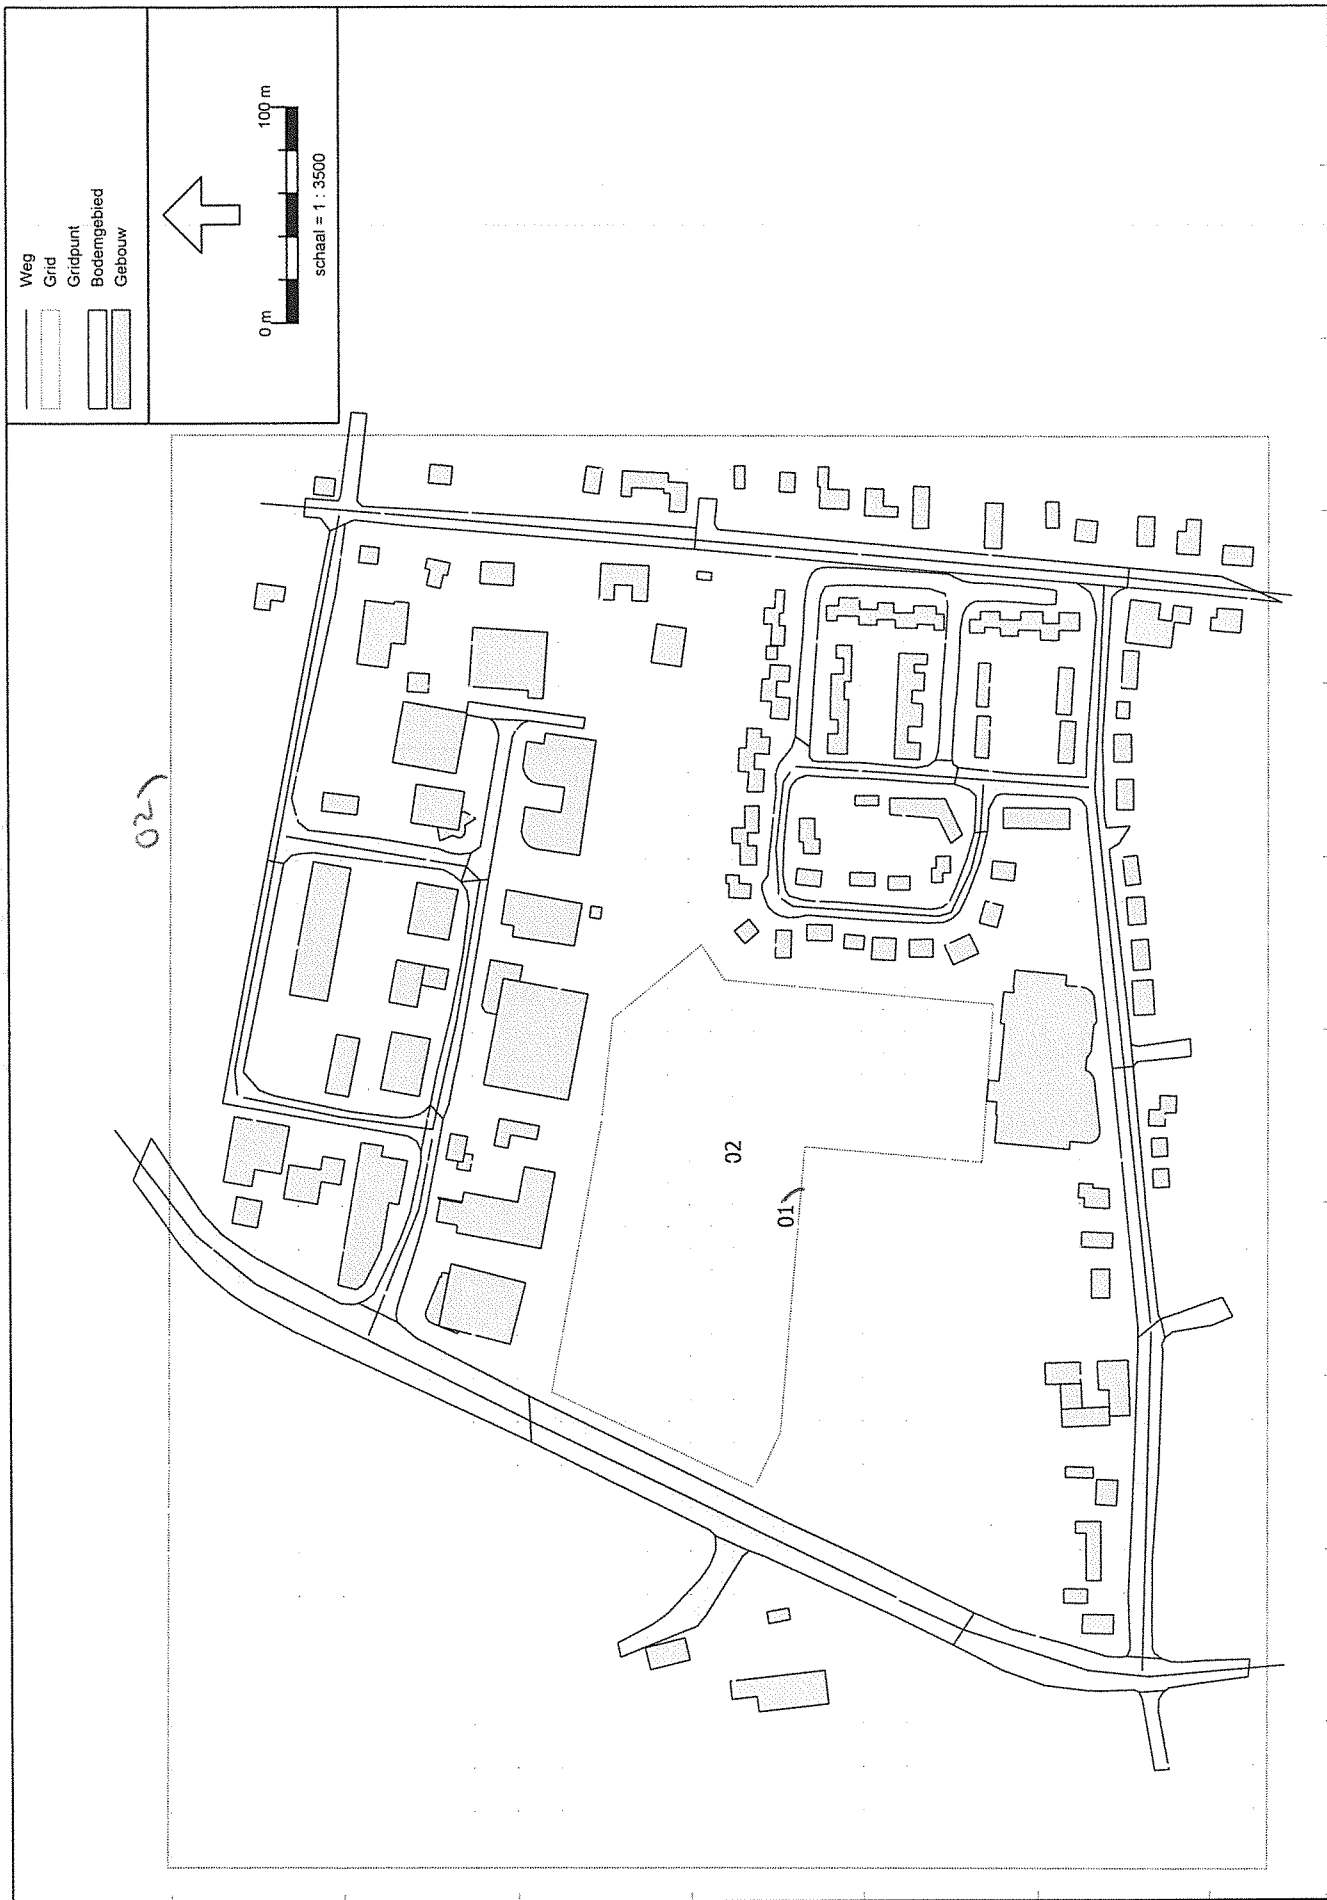 Weg
Grid
Gridpunt
Bodemgebied
Gebouw
0 m
100 m
schaal = 1 : 3500
02
02
01